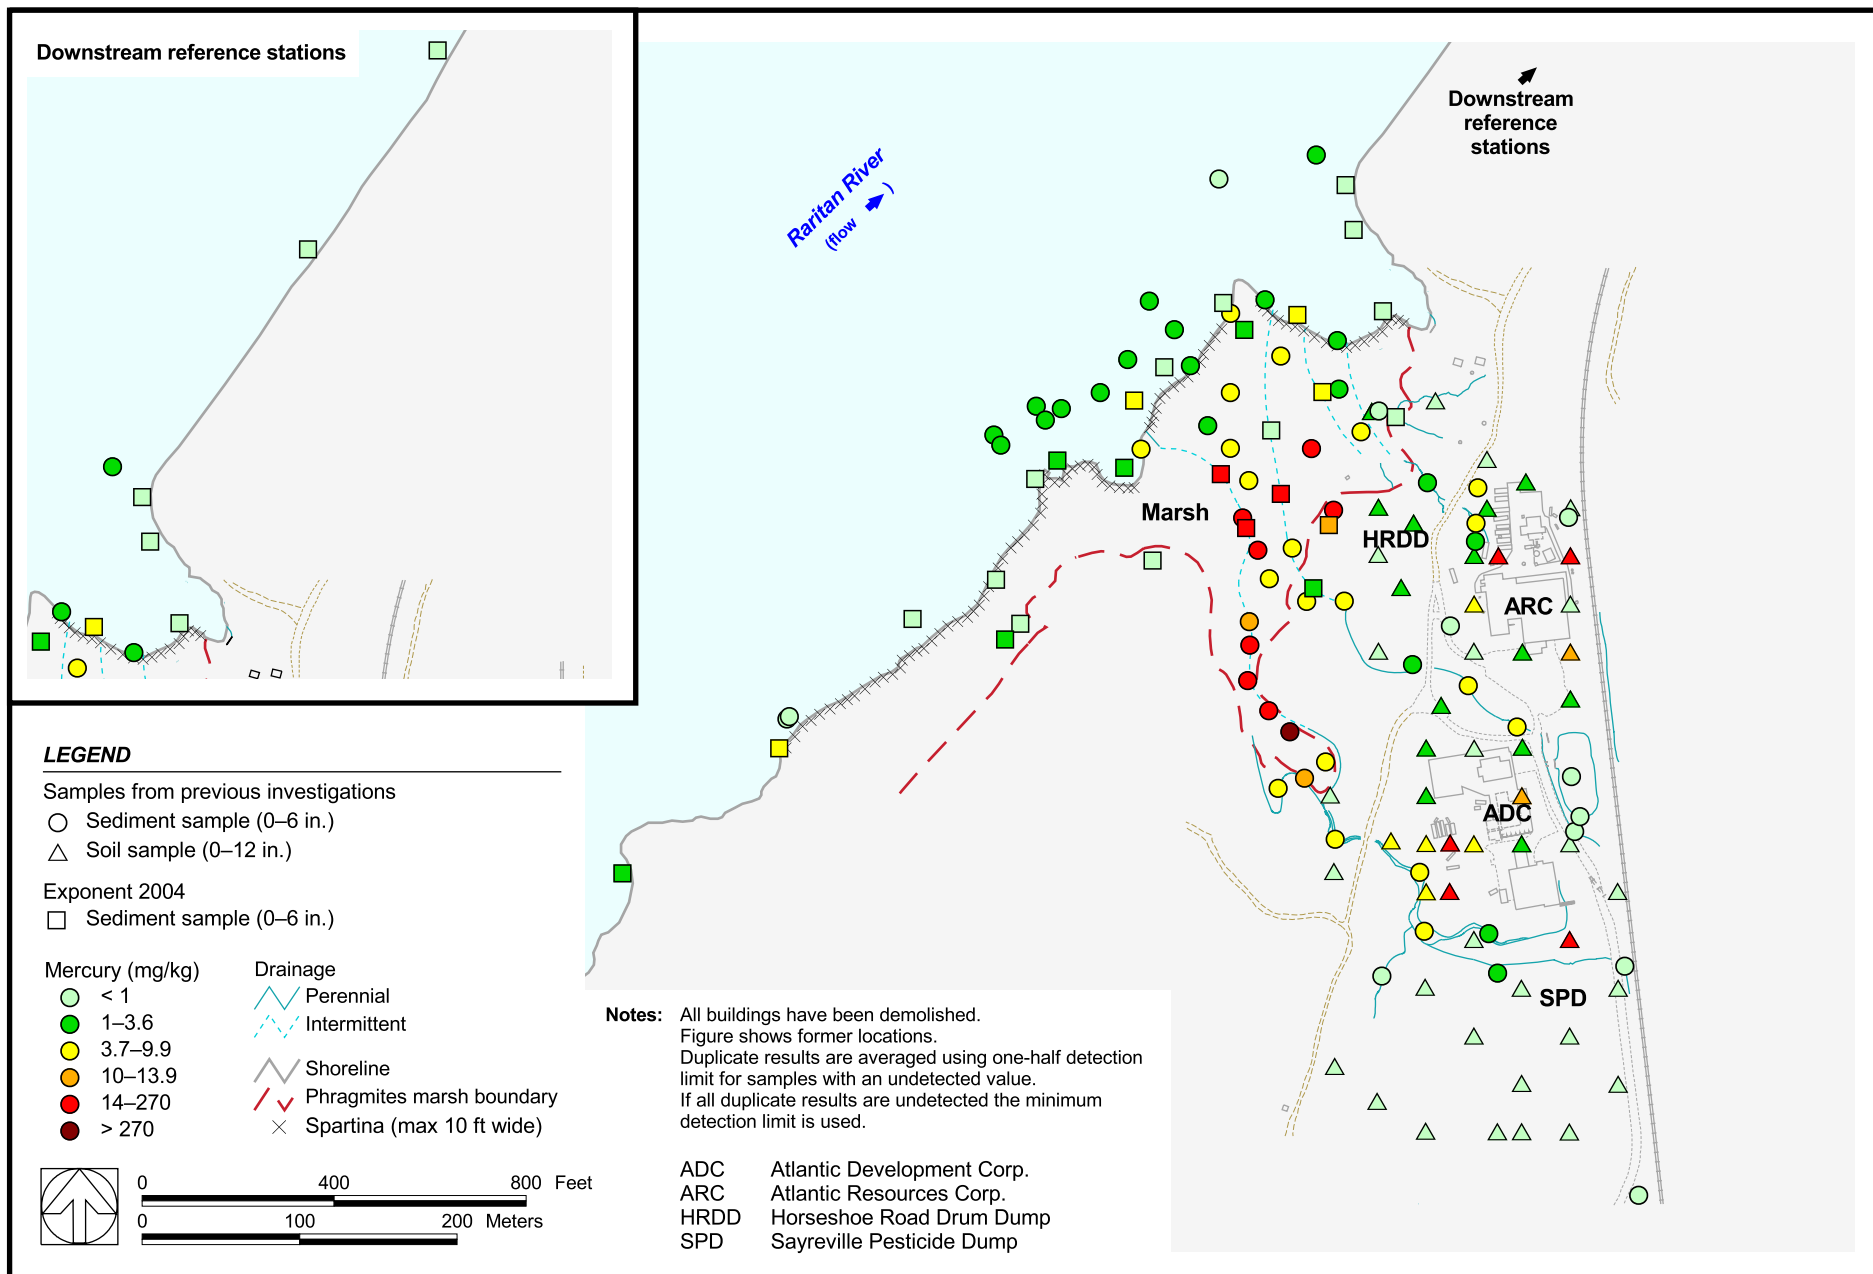 Downstream reference stations
Downstream
reference
stations
Raritan River
(flow )
Marsh
HRDD
ARC
ADC
SPD
LEGEND
Samples from previous investigations
Sediment sample (0–6 in.)
Soil sample (0–12 in.)
Exponent 2004
Sediment sample (0–6 in.)
Mercury (mg/kg)
< 1
1–3.6
3.7–9.9
10–13.9
14–270
> 270
Drainage
Perennial
Intermittent
Shoreline
Phragmites marsh boundary
Spartina (max 10 ft wide)
0 400 800 Feet
0 100 200 Meters
Notes: All buildings have been demolished.
Figure shows former locations.
Duplicate results are averaged using one-half detection
limit for samples with an undetected value.
If all duplicate results are undetected the minimum
detection limit is used.
ADC Atlantic Development Corp.
ARC Atlantic Resources Corp.
HRDD Horseshoe Road Drum Dump
SPD Sayreville Pesticide Dump